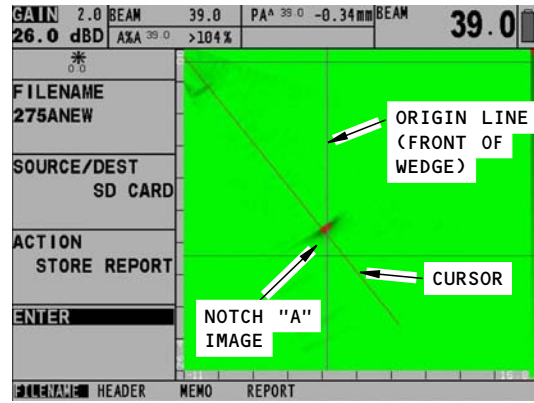 GAIN 2.0 BEAM 39.0 PA^ 39.0 -0.34mm BEAM 39.0
26.0 dBD A%A 39.0 >104%
0.0
FILENAME
275ANEW
SOURCE/DEST
SD CARD
ACTION
STORE REPORT
ENTER
ORIGIN LINE
(FRONT OF
WEDGE)
CURSOR
NOTCH "A"
IMAGE
FILENAME HEADER MEMO REPORT